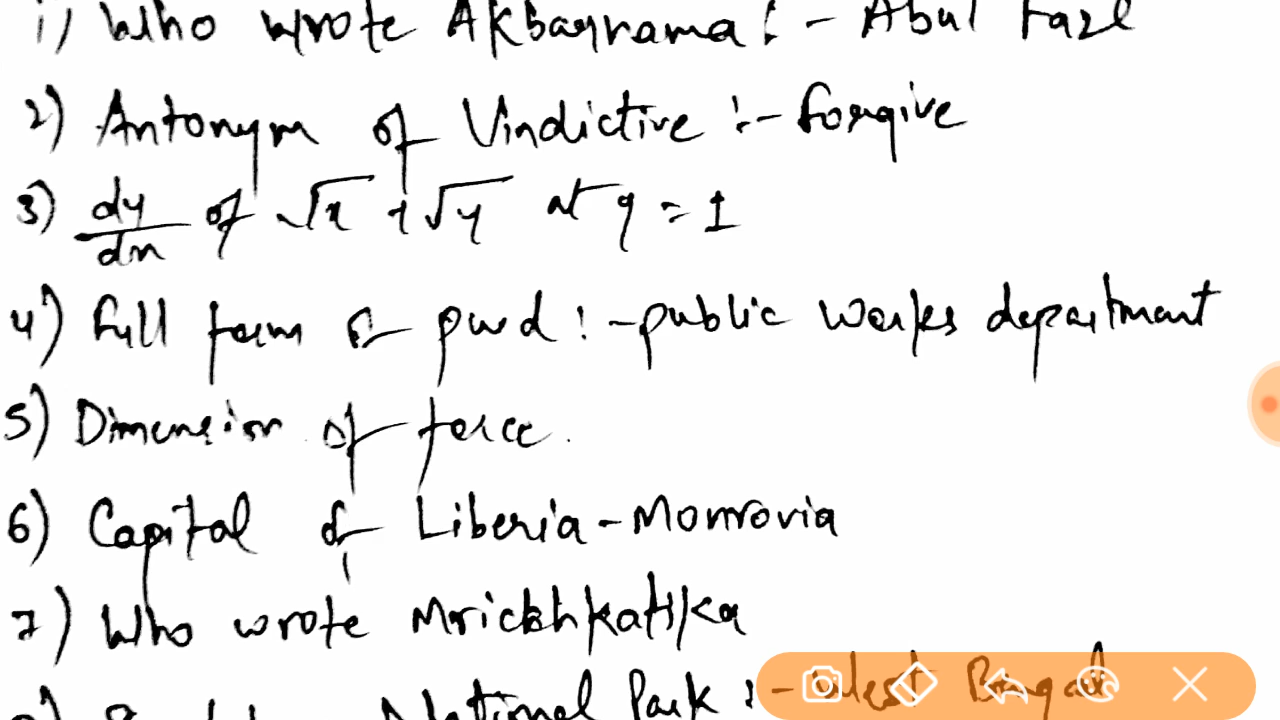 1) Who wrote Akbarnama :- Abul Fazl
2) Antonym of Vindictive :- forgive
3) dy/dx of √x + √y at y = 1
4) full form of pwd :- public works department
5) Dimension of force.
6) Capital of Liberia - Monrovia
7) Who wrote Mricchkatika
National Park :- West Bengal